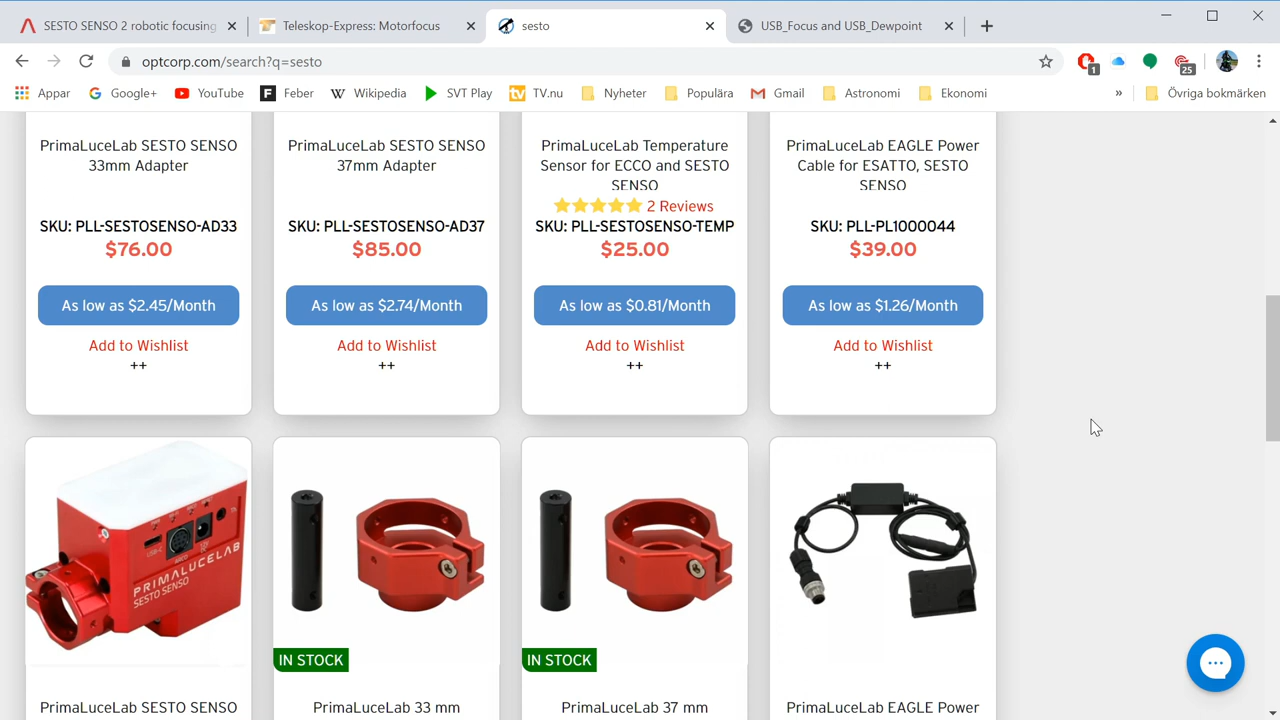 SESTO SENSO 2 robotic focusing
Teleskop-Express: Motorfocus
sesto
USB_Focus and USB_Dewpoint
optcorp.com/search?q=sesto
1
25
Appar
Google+
YouTube
Feber
Wikipedia
SVT Play
TV.nu
Nyheter
Populära
Gmail
Astronomi
Ekonomi
»
Övriga bokmärken
PrimaLuceLab SESTO SENSO
33mm Adapter
SKU: PLL-SESTOSENSO-AD33
$76.00
As low as $2.45/Month
Add to Wishlist
++
PrimaLuceLab SESTO SENSO
37mm Adapter
SKU: PLL-SESTOSENSO-AD37
$85.00
As low as $2.74/Month
Add to Wishlist
++
PrimaLuceLab Temperature
Sensor for ECCO and SESTO
SENSO
2 Reviews
SKU: PLL-SESTOSENSO-TEMP
$25.00
As low as $0.81/Month
Add to Wishlist
++
PrimaLuceLab EAGLE Power
Cable for ESATTO, SESTO
SENSO
SKU: PLL-PL1000044
$39.00
As low as $1.26/Month
Add to Wishlist
++
USB-C
PRIMALUCELAB
SESTO SENSO
PrimaLuceLab SESTO SENSO
IN STOCK
PrimaLuceLab 33 mm
IN STOCK
PrimaLuceLab 37 mm
PrimaLuceLab EAGLE Power